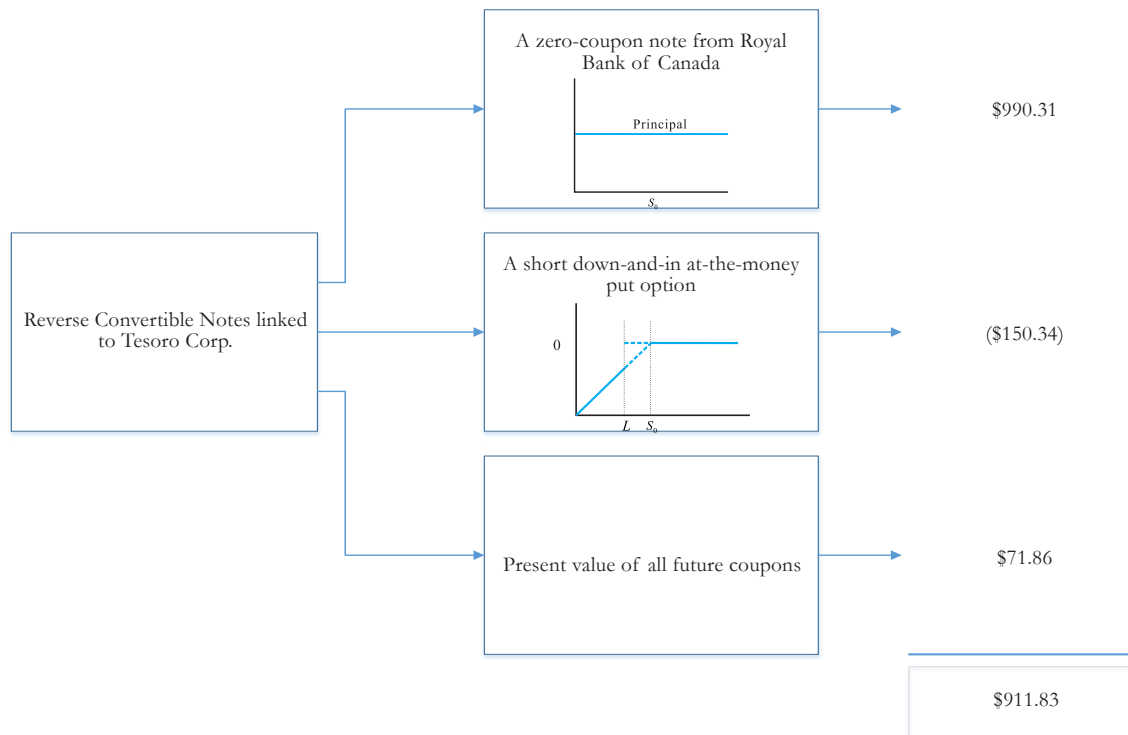 A zero-coupon note from Royal
Bank of Canada
Principal
S₀
$990.31
Reverse Convertible Notes linked
to Tesoro Corp.
A short down-and-in at-the-money
put option
0
L S₀
($150.34)
Present value of all future coupons
$71.86
$911.83